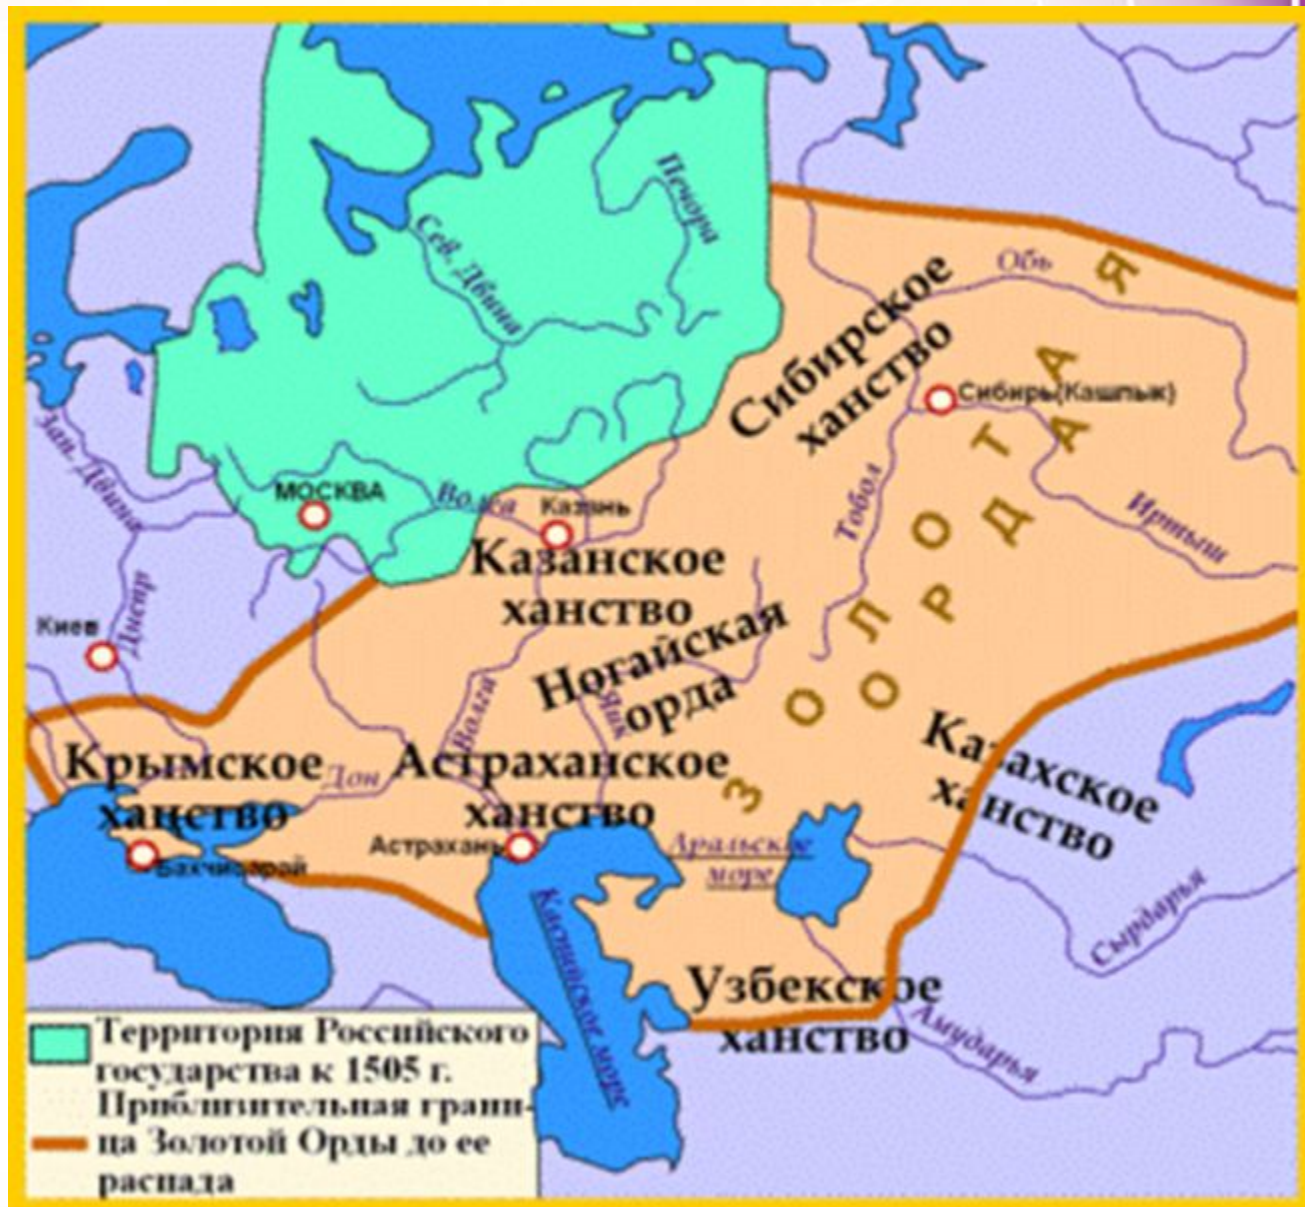 Печора
Сев. Двина
Обь
Сибирское
ханство
Сибирь(Кашлык)
Зап. Двина
МОСКВА
Волга
Казань
Тобол
Иртыш
Казанское
ханство
Киев
Днепр
Ногайская
орда
Яик
ЗОЛОТАЯ
ОРДА
Волга
Казахское
ханство
Крымское
ханство
Дон
Астраханское
ханство
Астрахань
Бахчисарай
Аральское
море
Каспийское море
Сырдарья
Узбекское
ханство
Амударья
Территория Российского
государства к 1505 г.
Приблизительная грани-
ца Золотой Орды до ее
распада